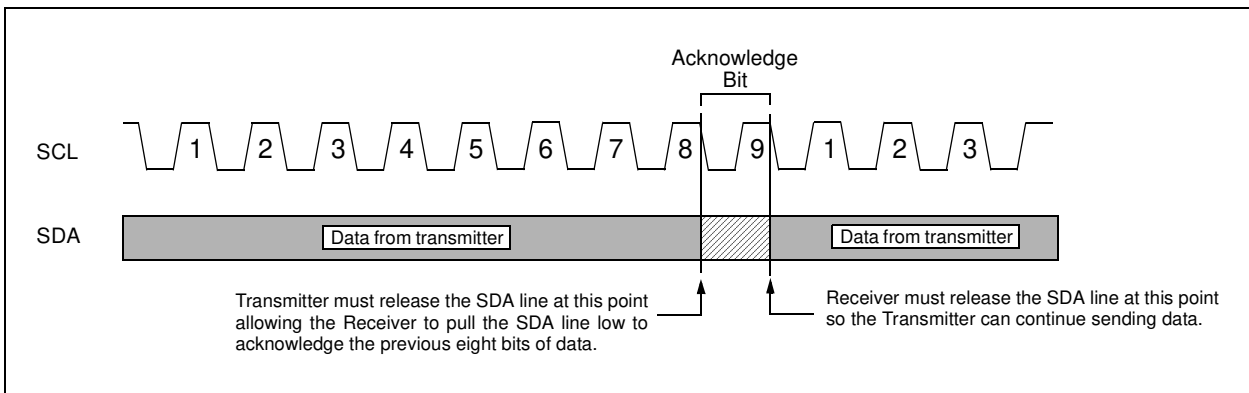 Acknowledge
Bit
SCL
1 2 3 4 5 6 7 8 9 1 2 3
SDA
Data from transmitter
Data from transmitter
Transmitter must release the SDA line at this point
allowing the Receiver to pull the SDA line low to
acknowledge the previous eight bits of data.
Receiver must release the SDA line at this point
so the Transmitter can continue sending data.